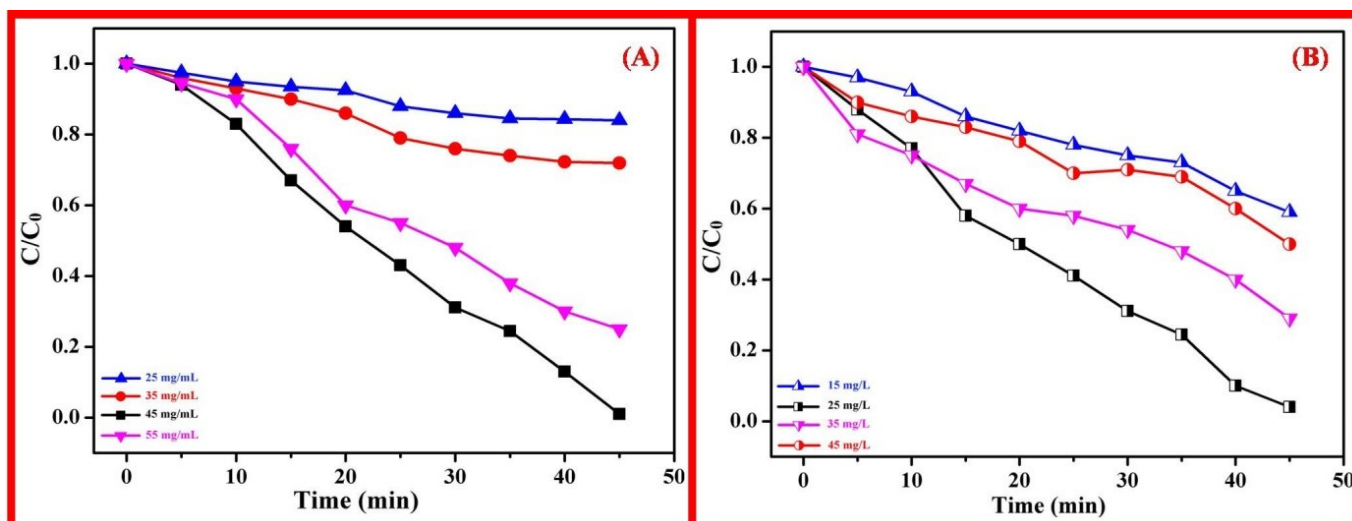 (A)
C/C₀
1.0
0.8
0.6
0.4
0.2
0.0
25 mg/mL
35 mg/mL
45 mg/mL
55 mg/mL
0 10 20 30 40 50
Time (min)
(B)
C/C₀
1.0
0.8
0.6
0.4
0.2
0.0
15 mg/L
25 mg/L
35 mg/L
45 mg/L
0 10 20 30 40 50
Time (min)